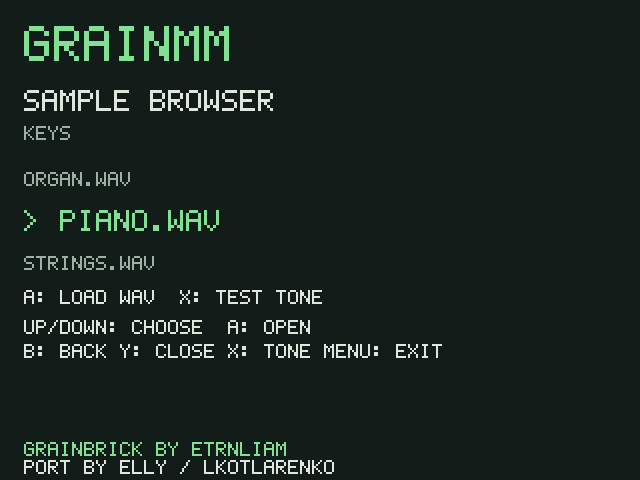 GRAINMM
SAMPLE BROWSER
KEYS
ORGAN.WAV
> PIANO.WAV
STRINGS.WAV
A: LOAD WAV  X: TEST TONE
UP/DOWN: CHOOSE  A: OPEN
B: BACK Y: CLOSE X: TONE MENU: EXIT
GRAINBRICK BY ETRNLIAM
PORT BY ELLY / LKOTLARENKO